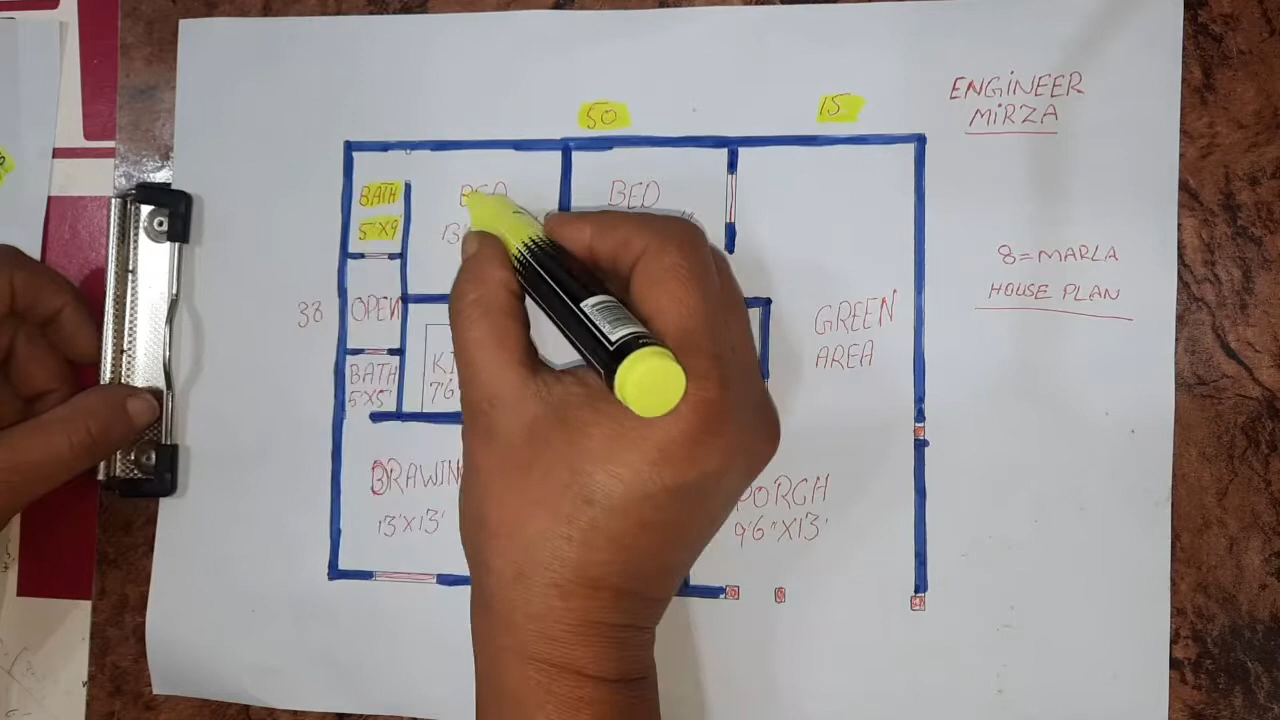 50
15
ENGINEER
MIRZA
BATH
5'X9'
BED
BED
8=MARLA
HOUSE PLAN
38
OPEN
GREEN
AREA
BATH
5'X5'
DRAWIN
13'X13'
PORCH
9'6"X13'